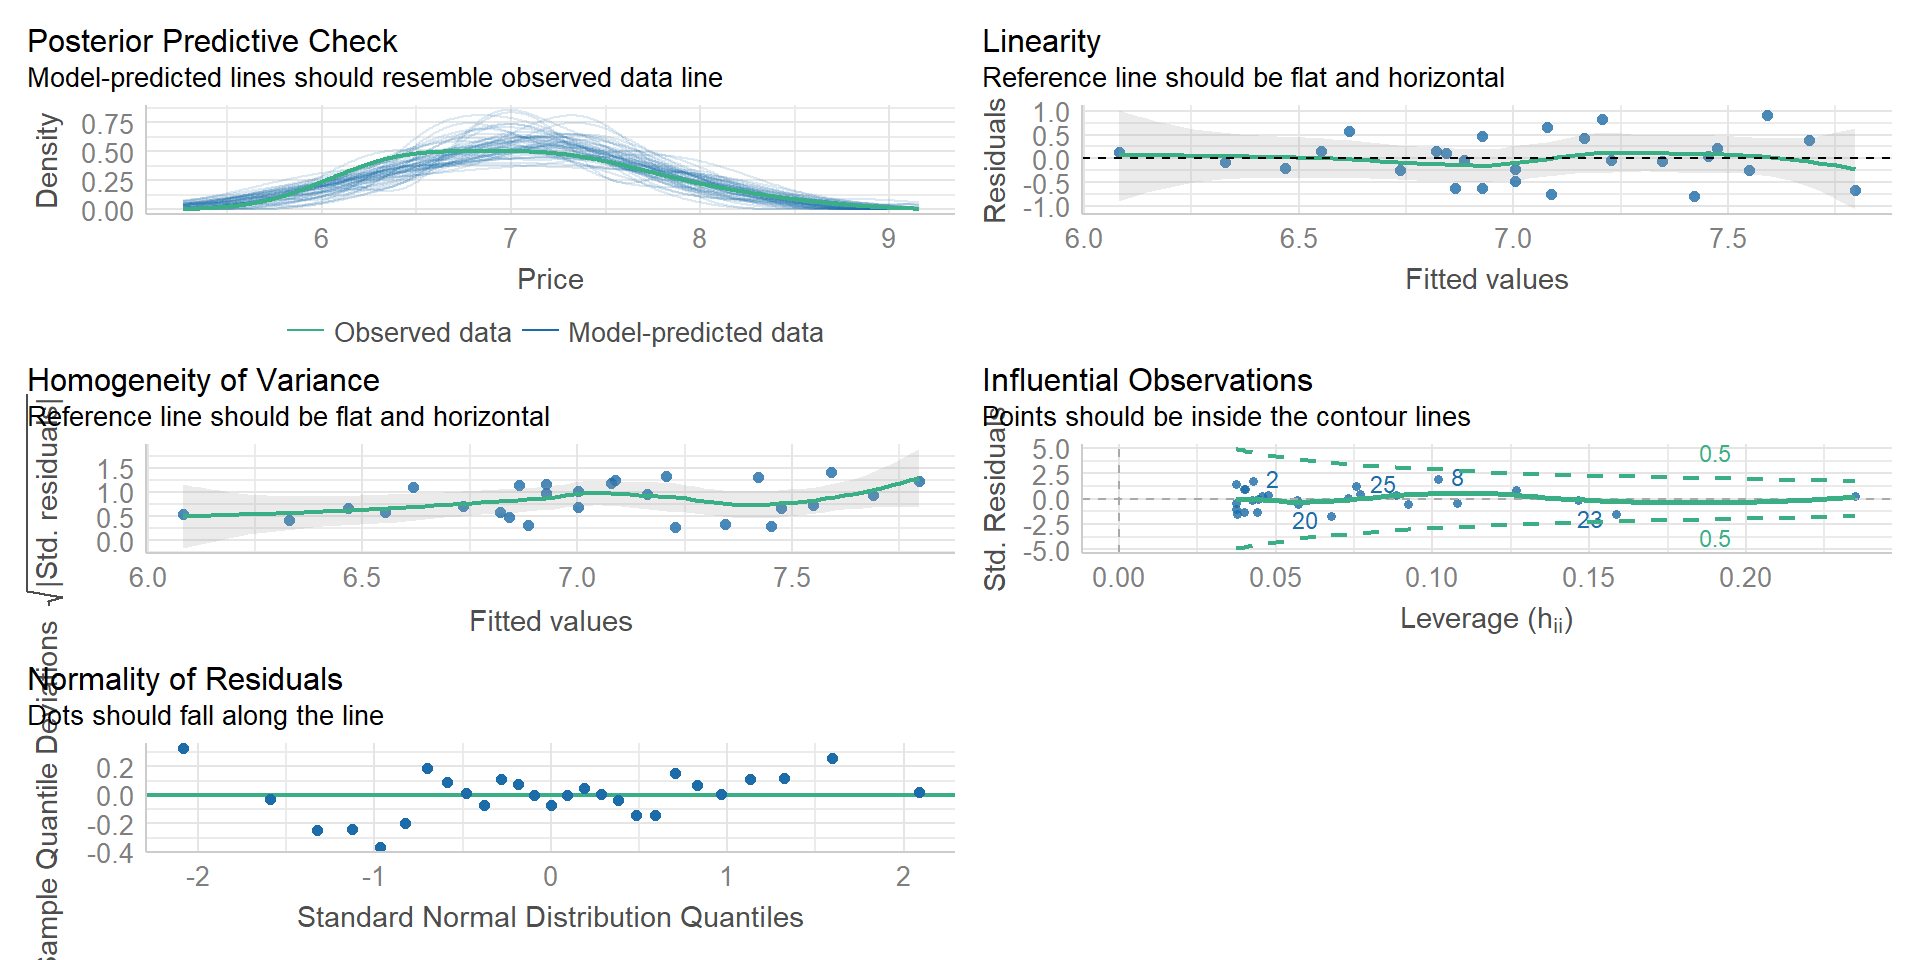 Posterior Predictive Check
Model-predicted lines should resemble observed data line
Density
0.75
0.50
0.25
0.00
6 7 8 9
Price
Observed data Model-predicted data
Linearity
Reference line should be flat and horizontal
Residuals
1.0
0.5
0.0
-0.5
-1.0
6.0 6.5 7.0 7.5
Fitted values
Homogeneity of Variance
Reference line should be flat and horizontal
√|Std. residuals|
1.5
1.0
0.5
0.0
6.0 6.5 7.0 7.5
Fitted values
Influential Observations
Points should be inside the contour lines
Std. Residuals
5.0
2.5
0.0
-2.5
-5.0
0.5
2
25
8
20
23
0.5
0.00 0.05 0.10 0.15 0.20
Leverage (hii)
Normality of Residuals
Dots should fall along the line
Sample Quantile Deviations
0.2
0.0
-0.2
-0.4
-2 -1 0 1 2
Standard Normal Distribution Quantiles